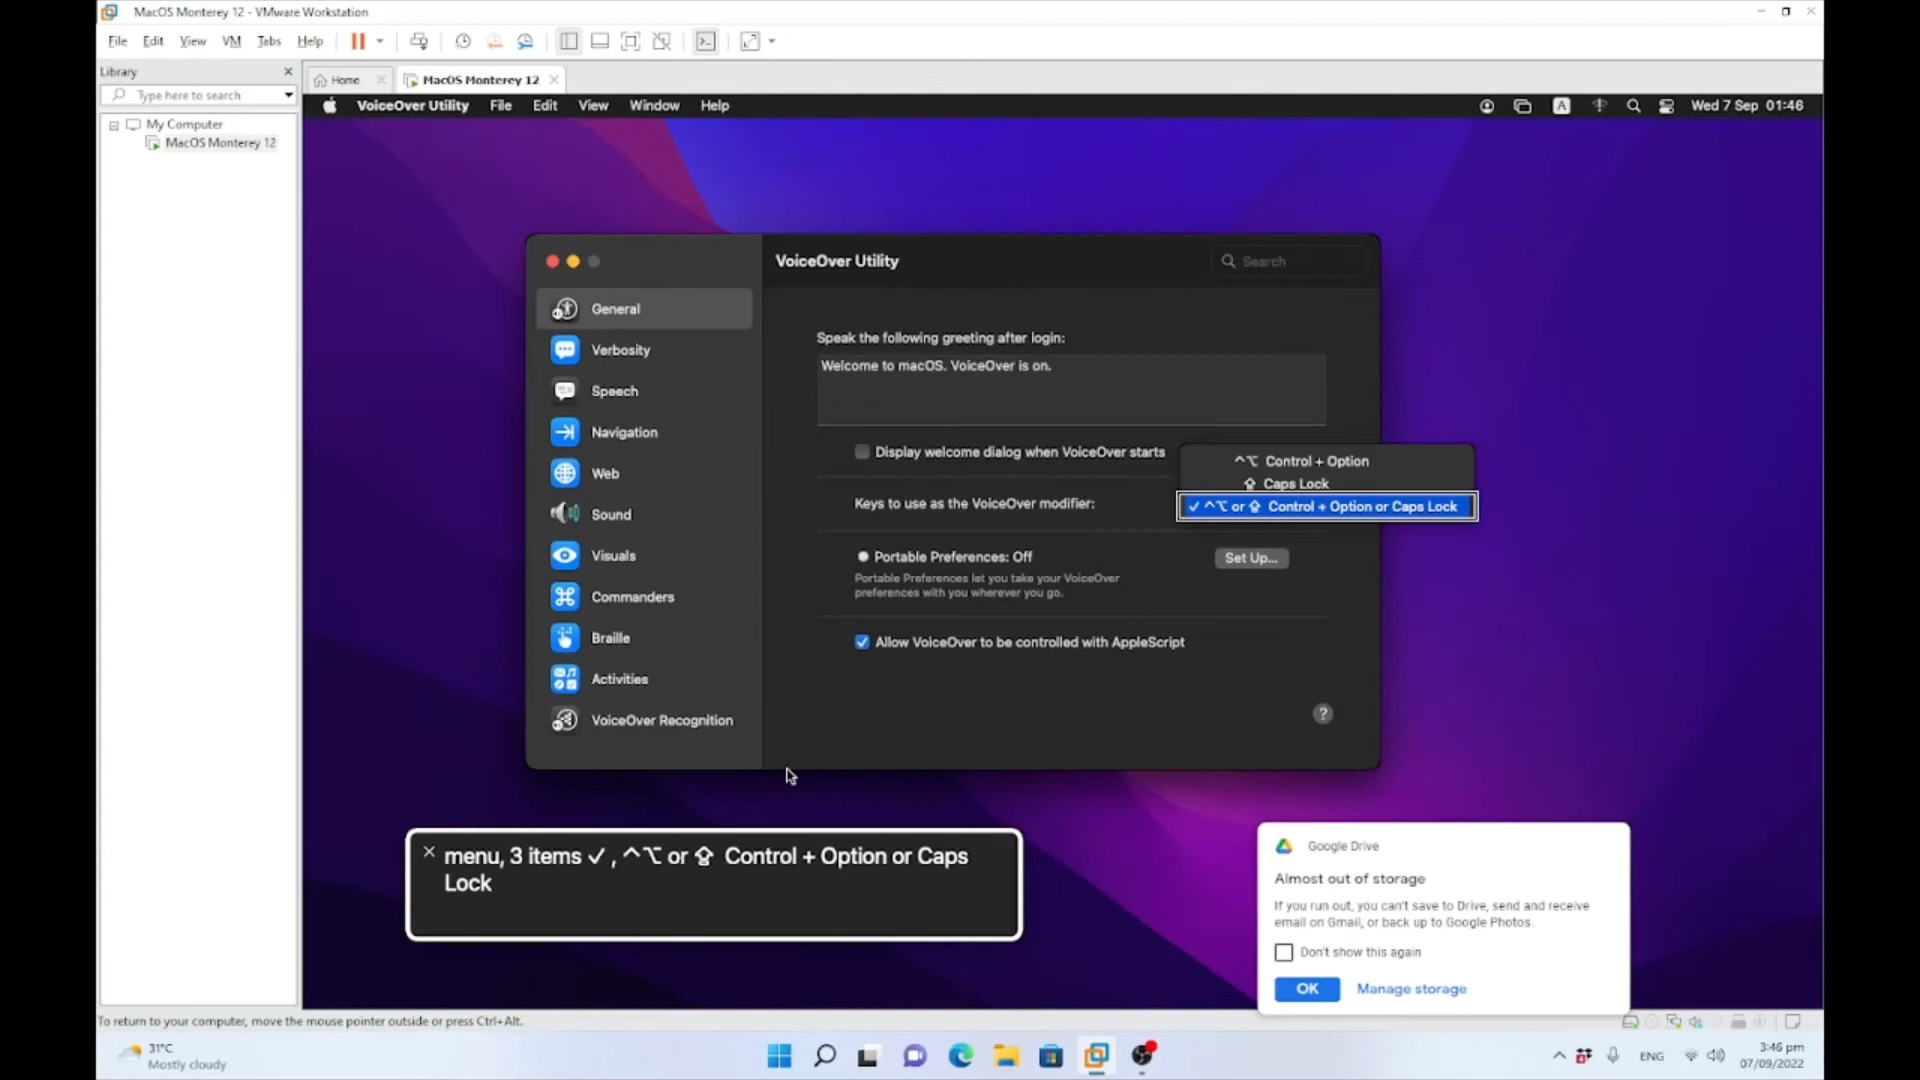 MacOS Monterey 12 - VMware Workstation
File Edit View VM Tabs Help
Library
Type here to search
My Computer
MacOS Monterey 12
Home
MacOS Monterey 12
VoiceOver Utility File Edit View Window Help
A
Wed 7 Sep 01:46
VoiceOver Utility
Search
General
Verbosity
Speech
Navigation
Web
Sound
Visuals
Commanders
Braille
Activities
VoiceOver Recognition
Speak the following greeting after login:
Welcome to macOS. VoiceOver is on.
Display welcome dialog when VoiceOver starts
Keys to use as the VoiceOver modifier:
^⌥ Control + Option
⇪ Caps Lock
✓ ^⌥ or ⇪ Control + Option or Caps Lock
Portable Preferences: Off
Set Up...
Portable Preferences let you take your VoiceOver
preferences with you wherever you go.
Allow VoiceOver to be controlled with AppleScript
?
menu, 3 items ✓ , ^⌥ or ⇪ Control + Option or Caps
Lock
Google Drive
Almost out of storage
If you run out, you can't save to Drive, send and receive
email on Gmail, or back up to Google Photos.
Don't show this again
OK
Manage storage
To return to your computer, move the mouse pointer outside or press Ctrl+Alt.
31°C
Mostly cloudy
ENG
3:46 pm
07/09/2022